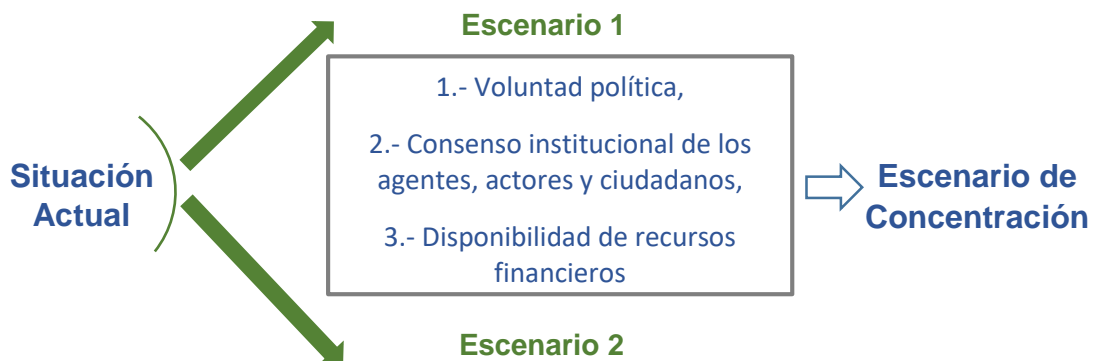 Escenario 1
1.- Voluntad política,
2.- Consenso institucional de los
agentes, actores y ciudadanos,
3.- Disponibilidad de recursos
financieros
Situación
Actual
Escenario de
Concentración
Escenario 2